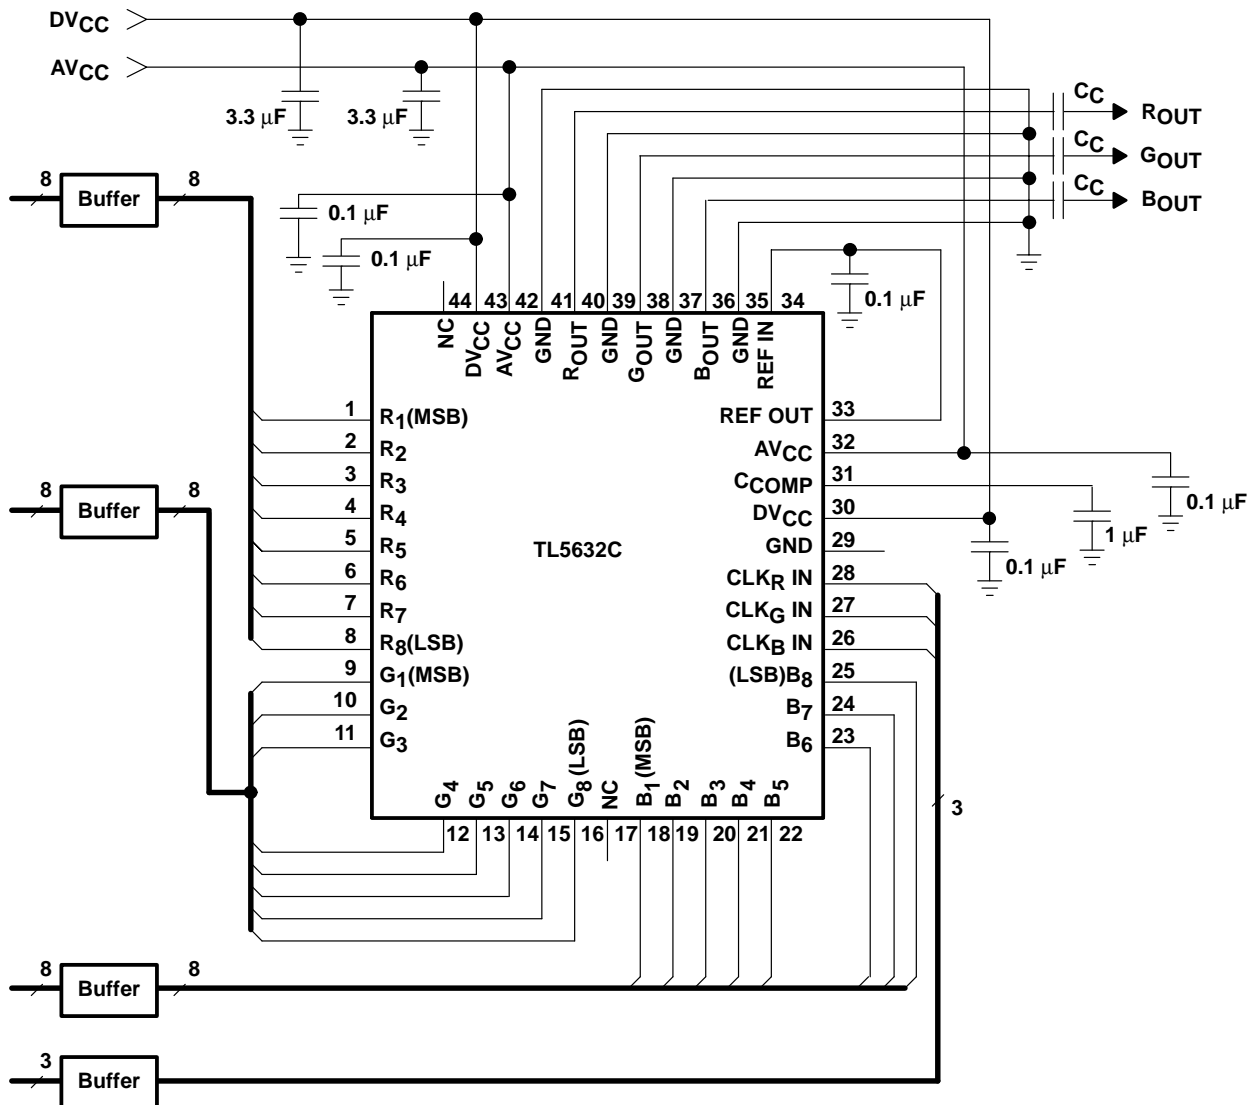 DVCC
AVCC
3.3 µF
3.3 µF
CC
ROUT
CC
GOUT
CC
BOUT
8
Buffer
8
0.1 µF
0.1 µF
0.1 µF
44 43 42 41 40 39 38 37 36 35 34
NC
DVCC
AVCC
GND
ROUT
GND
GOUT
GND
BOUT
GND
REF IN
1 R1(MSB)
2 R2
3 R3
4 R4
5 R5
6 R6
7 R7
8 R8(LSB)
9 G1(MSB)
10 G2
11 G3
TL5632C
REF OUT 33
AVCC 32
CCOMP 31
DVCC 30
GND 29
CLKR IN 28
CLKG IN 27
CLKB IN 26
(LSB)B8 25
B7 24
B6 23
0.1 µF
1 µF
0.1 µF
8
Buffer
8
G4
G5
G6
G7
G8(LSB)
NC
B1(MSB)
B2
B3
B4
B5
12 13 14 15 16 17 18 19 20 21 22
3
8
Buffer
8
3
Buffer